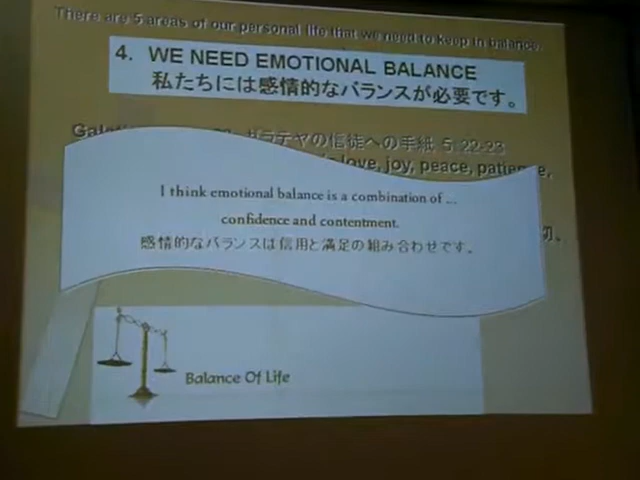 There are 5 areas of our personal life that we need to keep in balance.
4. WE NEED EMOTIONAL BALANCE
私たちには感情的なバランスが必要です。
ガラテヤの信徒への手紙 5:22-23
love, joy, peace, patience,
I think emotional balance is a combination of ...
confidence and contentment.
切。
感情的なバランスは信用と満足の組み合わせです。
Balance Of Life